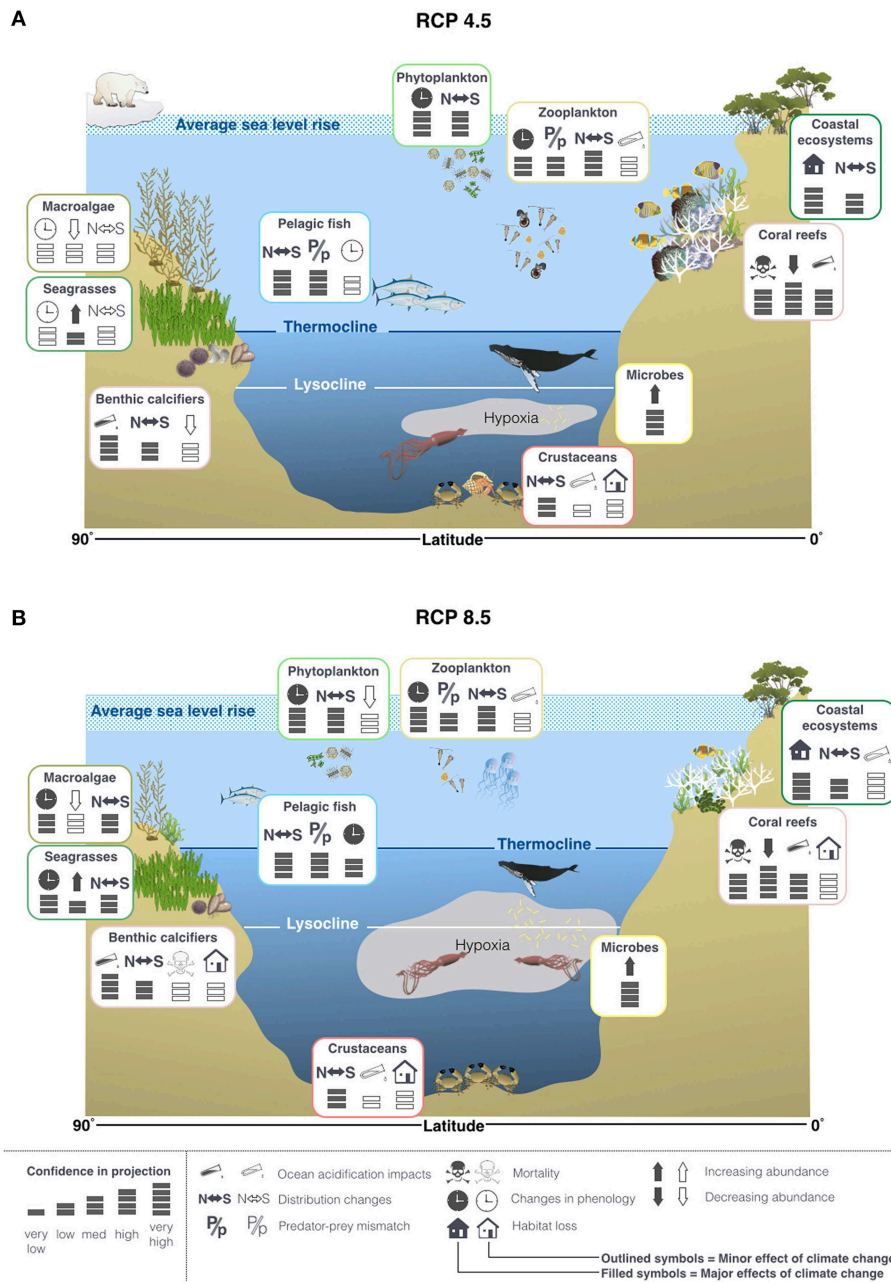 A
RCP 4.5
Phytoplankton
N⇔S
Average sea level rise
Zooplankton
P/p N⇔S
Coastal
ecosystems
N⇔S
Macroalgae
N⇔S
Pelagic fish
N⇔S P/p
Coral reefs
Seagrasses
N⇔S
Thermocline
Lysocline
Microbes
Benthic calcifiers
N⇔S
Hypoxia
Crustaceans
N⇔S
90° Latitude 0°
B
RCP 8.5
Phytoplankton
N⇔S
Zooplankton
P/p N⇔S
Average sea level rise
Coastal
ecosystems
N⇔S
Macroalgae
N⇔S
Pelagic fish
N⇔S P/p
Thermocline
Coral reefs
Seagrasses
N⇔S
Lysocline
Benthic calcifiers
N⇔S
Hypoxia
Microbes
Crustaceans
N⇔S
90° Latitude 0°
Confidence in projection
very low
low
med
high
very high
Ocean acidification impacts
N⇔S N⇔S Distribution changes
P/p P/p Predator-prey mismatch
Mortality
Changes in phenology
Habitat loss
Increasing abundance
Decreasing abundance
Outlined symbols = Minor effect of climate change
Filled symbols = Major effects of climate change